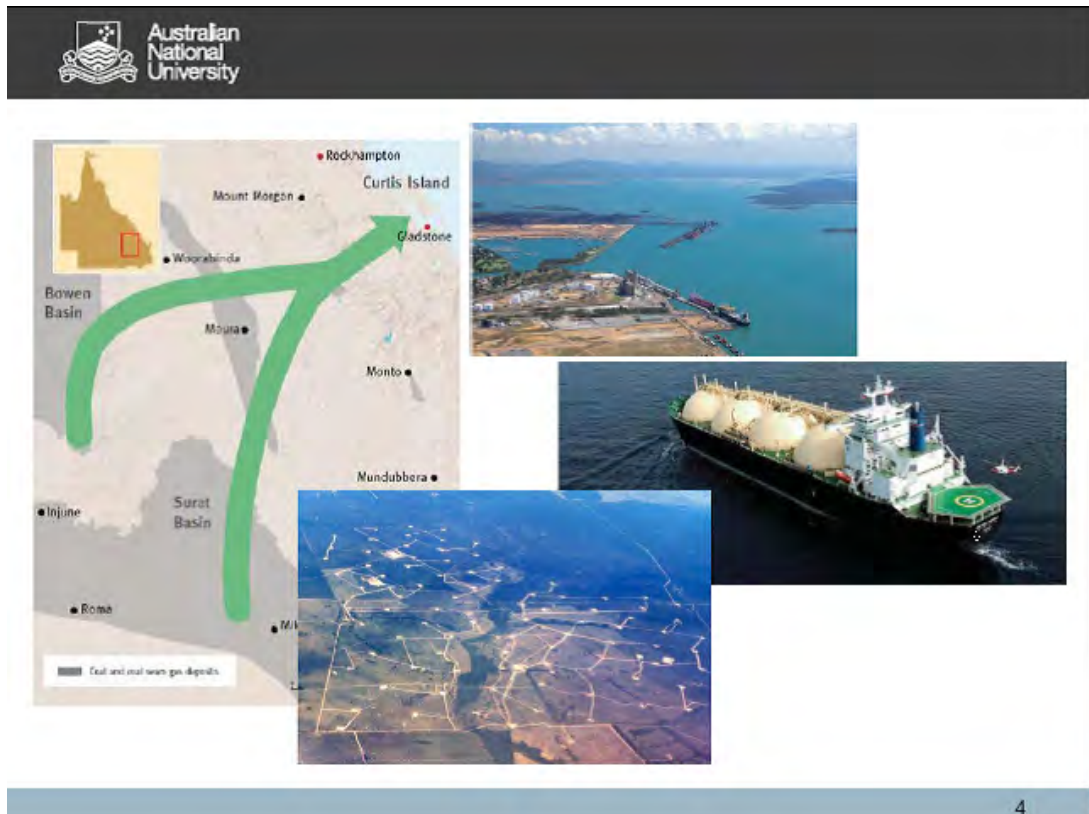 Australian
National
University
Rockhampton
Curtis Island
Mount Morgan
Gladstone
Woorabinda
Bowen
Basin
Moura
Monto
Mundubbera
Surat
Basin
Injune
Roma
Coal and coal seam gas deposits
H
4